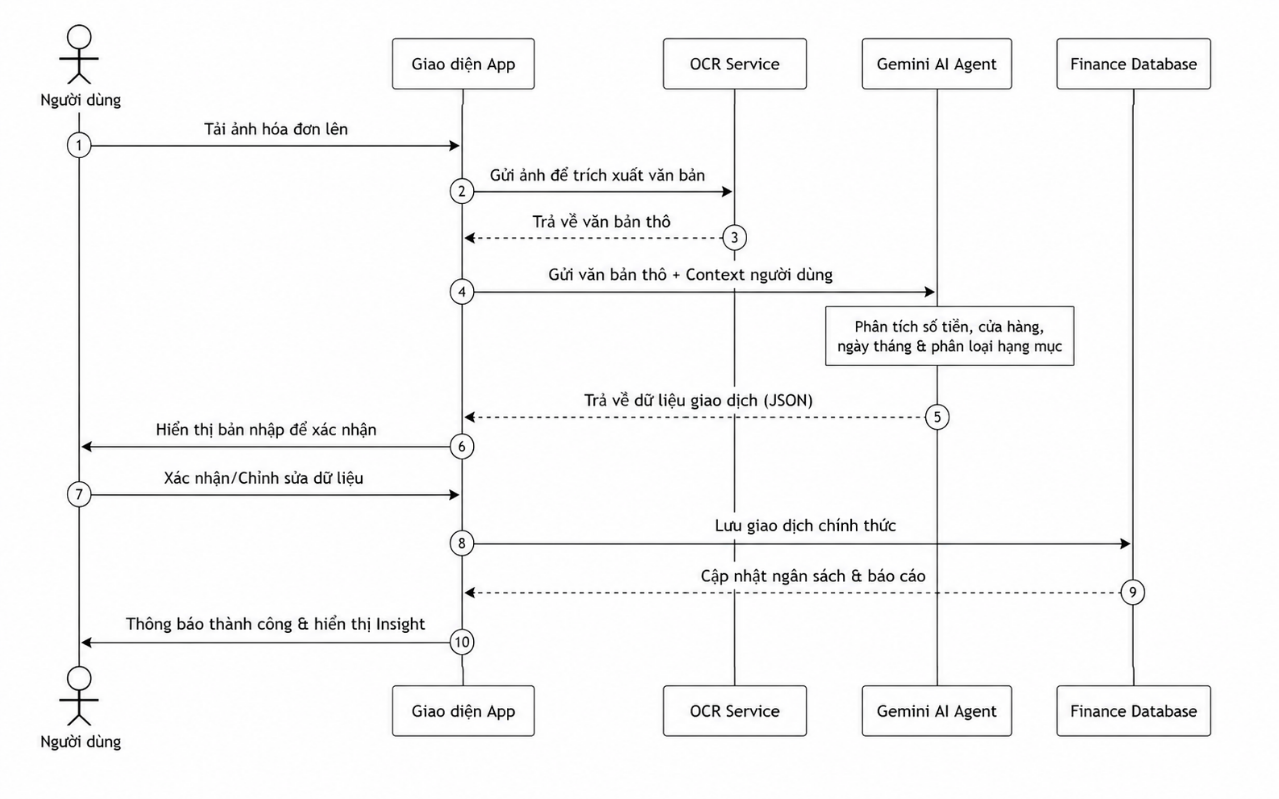 Giao diện App
OCR Service
Gemini AI Agent
Finance Database
Người dùng
Tải ảnh hóa đơn lên
1
Gửi ảnh để trích xuất văn bản
2
Trả về văn bản thô
3
Gửi văn bản thô + Context người dùng
4
Phân tích số tiền, cửa hàng,
ngày tháng & phân loại hạng mục
Trả về dữ liệu giao dịch (JSON)
5
Hiển thị bản nhập để xác nhận
6
Xác nhận/Chỉnh sửa dữ liệu
7
Lưu giao dịch chính thức
8
Cập nhật ngân sách & báo cáo
9
Thông báo thành công & hiển thị Insight
10
Giao diện App
OCR Service
Gemini AI Agent
Finance Database
Người dùng